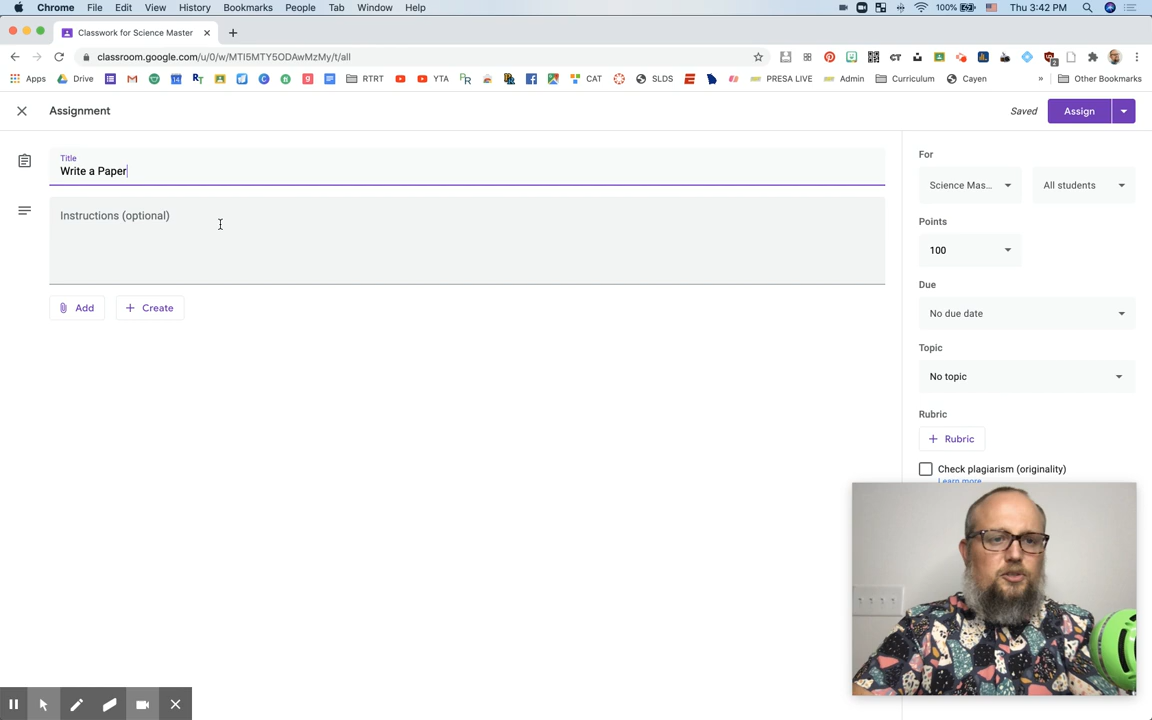 Chrome File Edit View History Bookmarks People Tab Window Help 100% Thu 3:42 PM
Classwork for Science Master
classroom.google.com/u/0/w/MTI5MTY5ODAwMzMy/t/all
Apps Drive RTRT YTA CAT SLDS PRESA LIVE Admin Curriculum Cayen » Other Bookmarks
Assignment Saved Assign
Title
Write a Paper
Instructions (optional)
Add Create
For
Science Mas... All students
Points
100
Due
No due date
Topic
No topic
Rubric
Rubric
Check plagiarism (originality)
Learn more